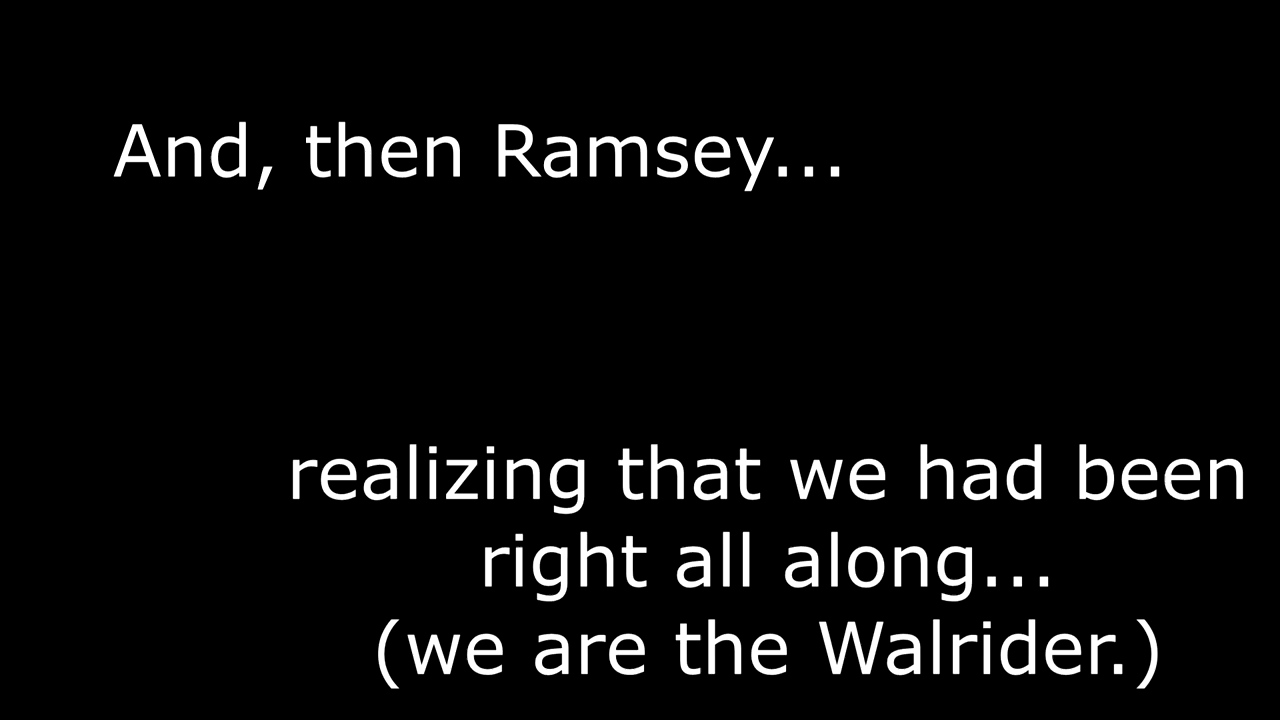 And, then Ramsey...
realizing that we had been
right all along...
(we are the Walrider.)